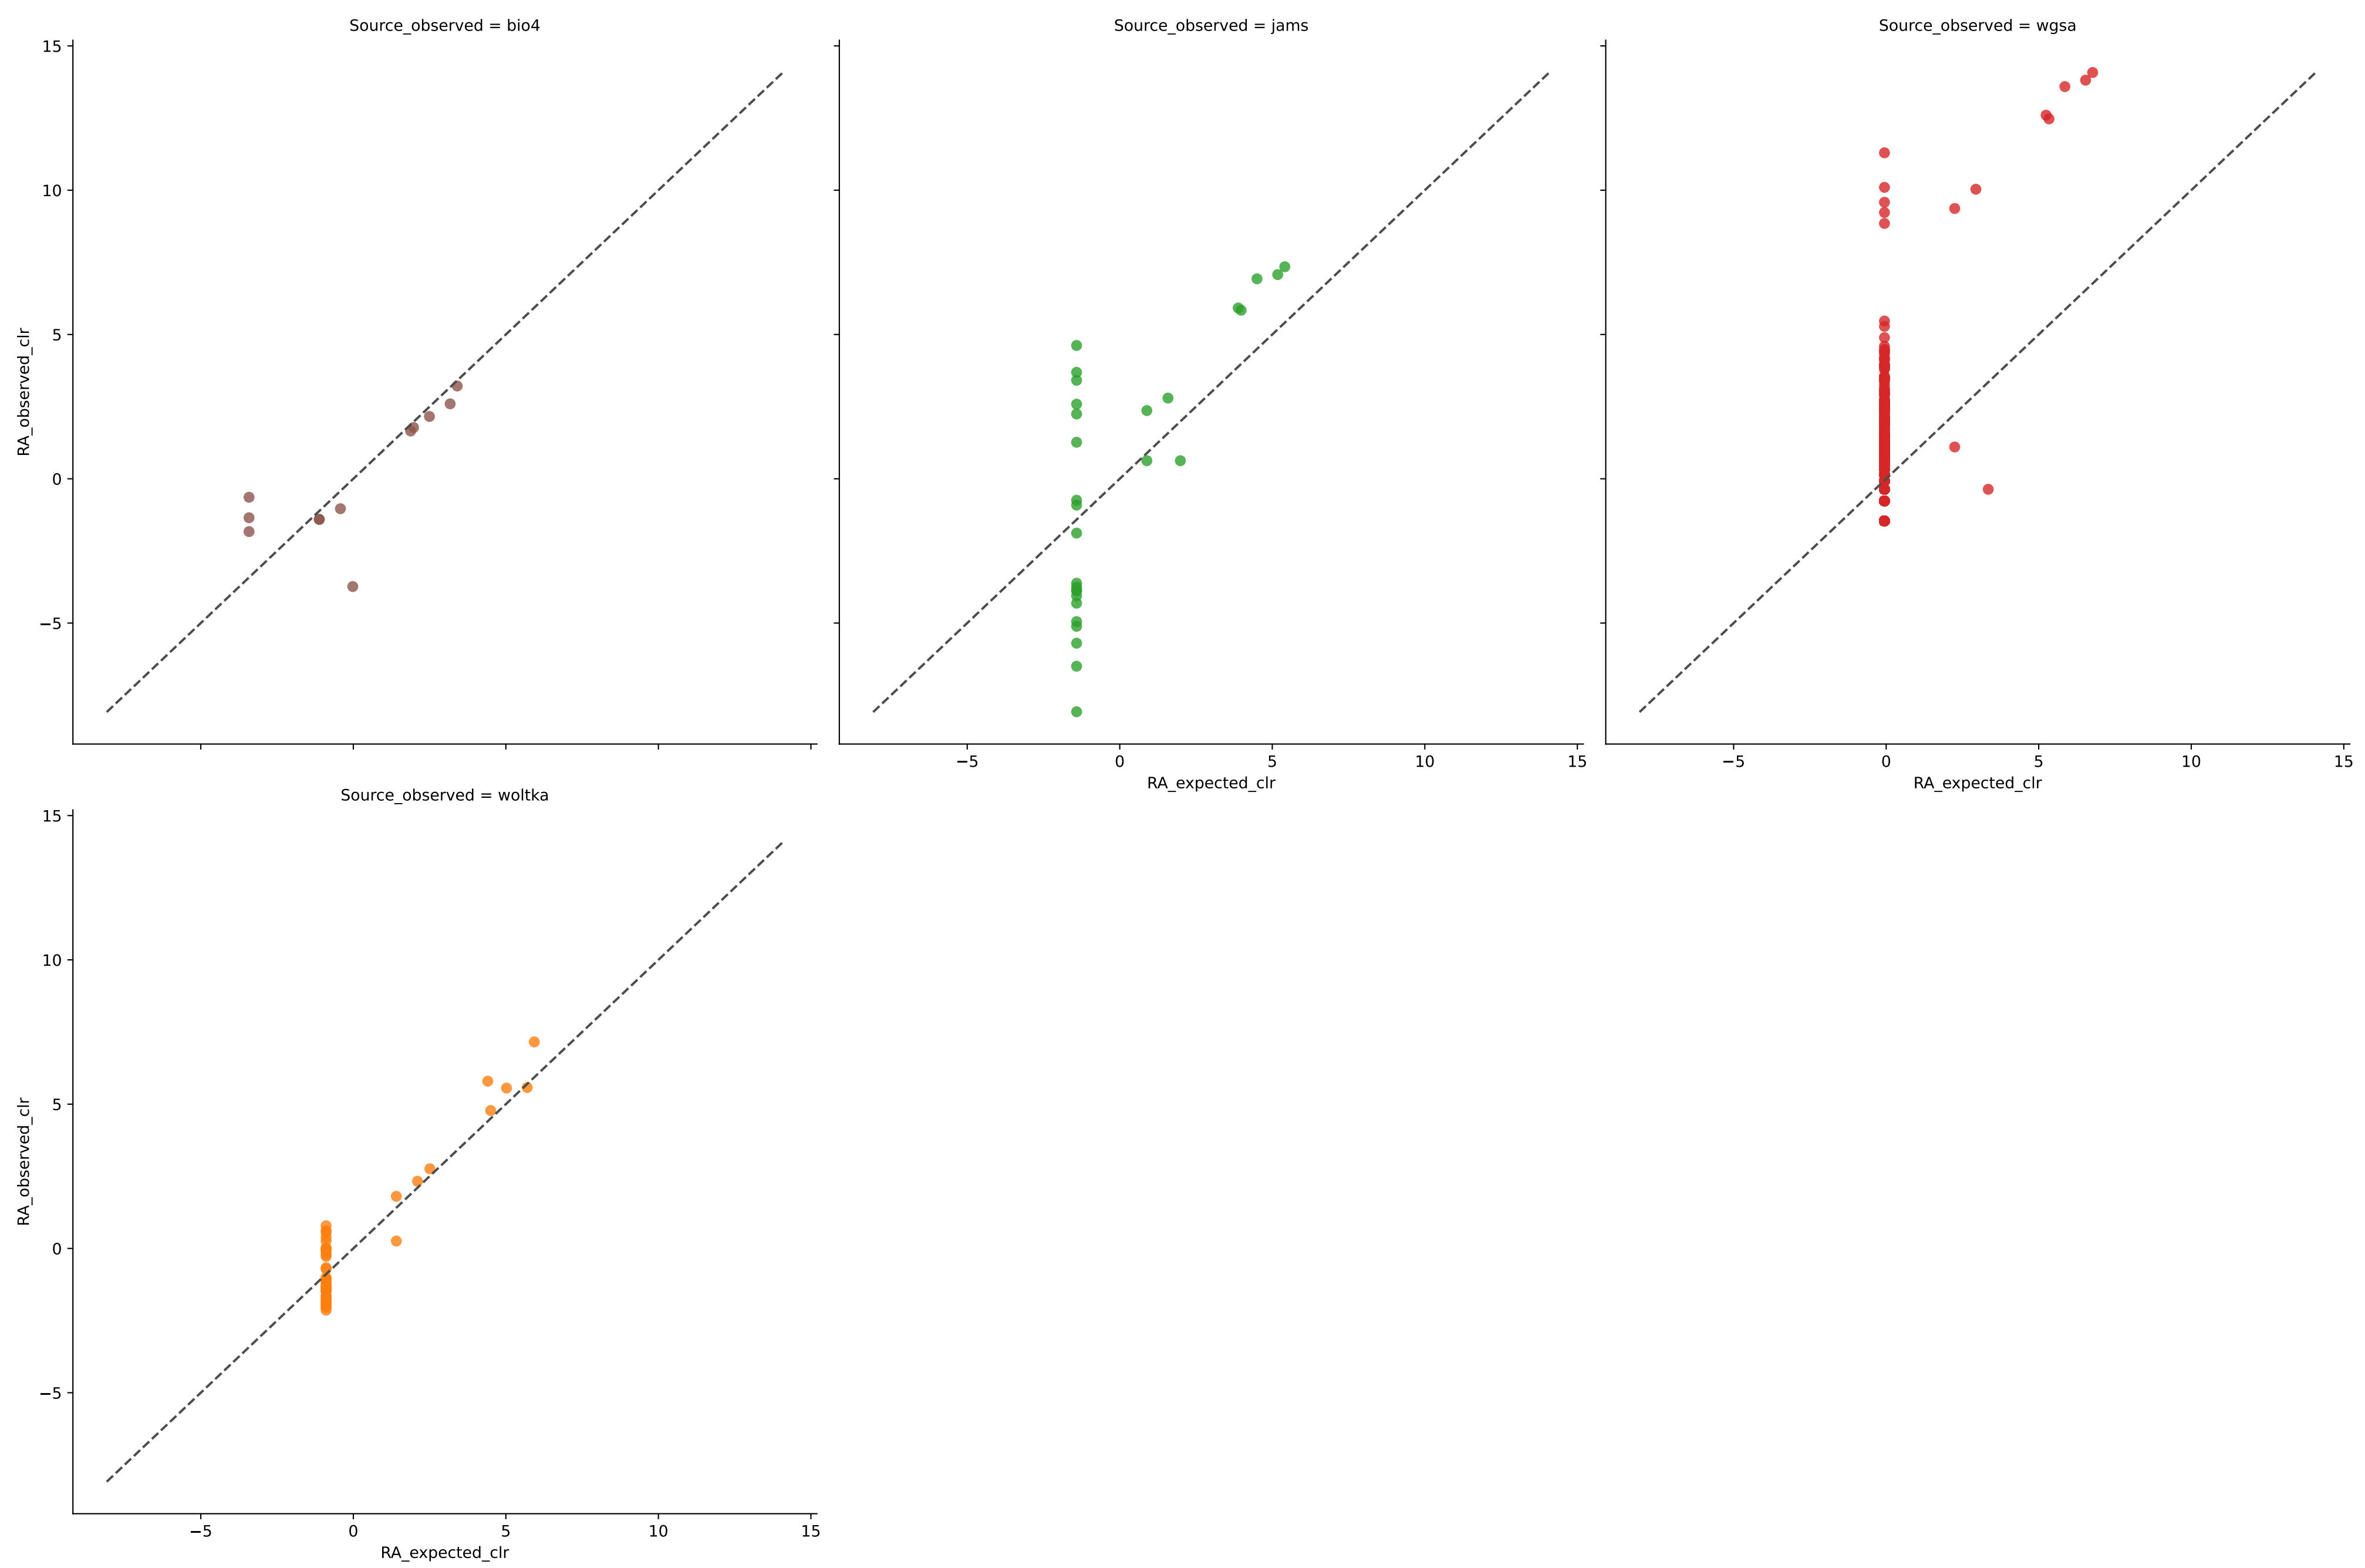 Source_observed = bio4
Source_observed = jams
Source_observed = wgsa
15
10
5
0
−5
RA_observed_clr
−5 0 5 10 15
RA_expected_clr
−5 0 5 10 15
RA_expected_clr
Source_observed = woltka
15
10
5
0
−5
RA_observed_clr
−5 0 5 10 15
RA_expected_clr